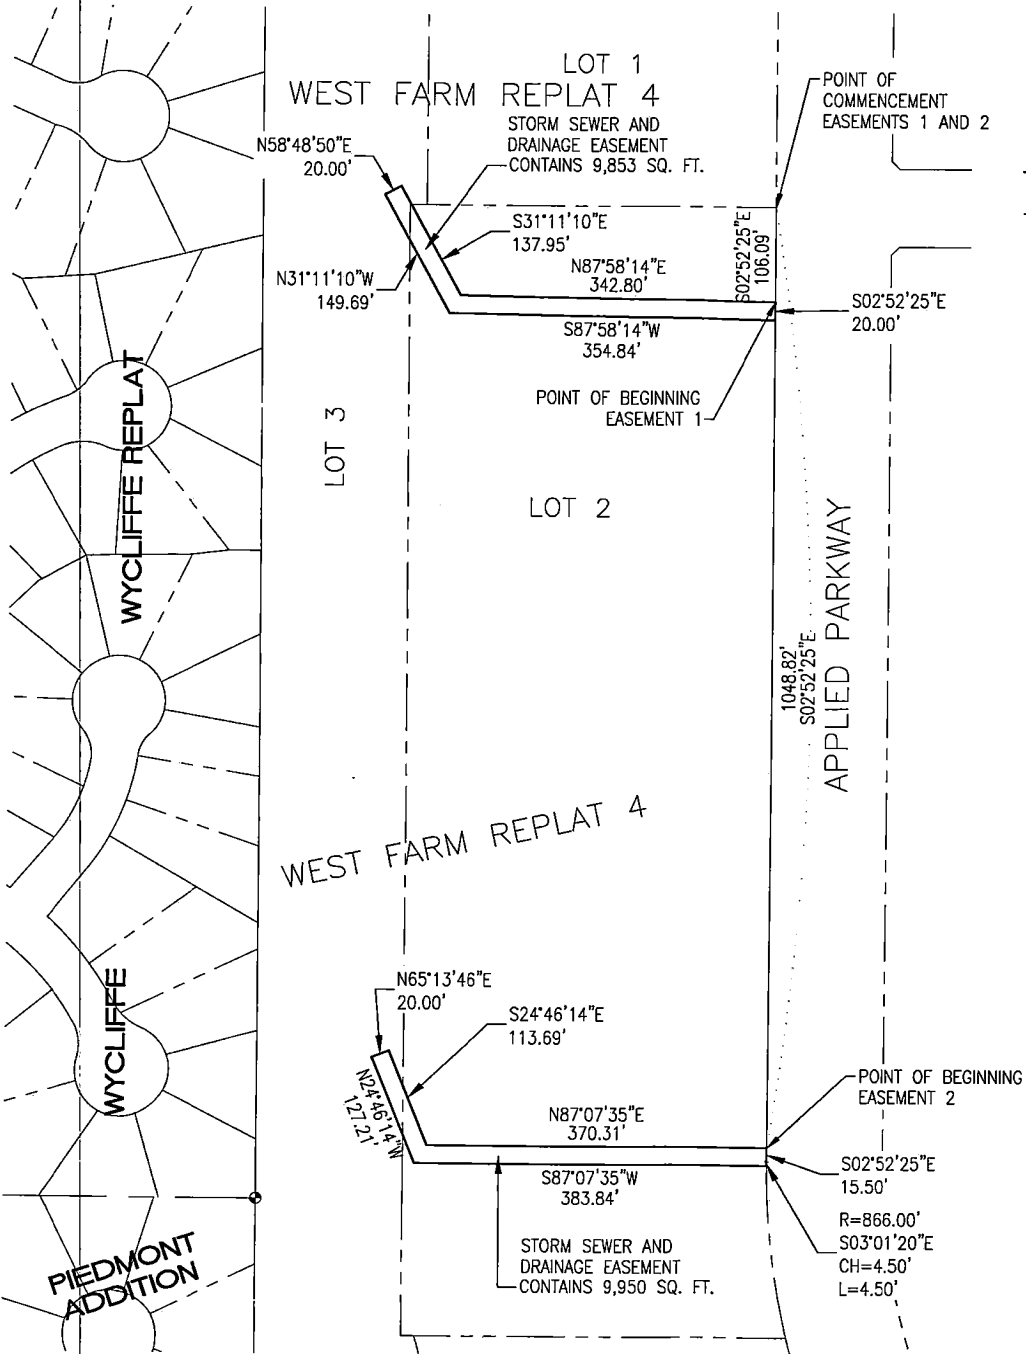 LOT 1
WEST FARM REPLAT 4
POINT OF
COMMENCEMENT
EASEMENTS 1 AND 2
STORM SEWER AND
DRAINAGE EASEMENT
CONTAINS 9,853 SQ. FT.
N58°48'50"E
20.00'
S31°11'10"E
137.95'
S02°52'25"E
106.09'
N87°58'14"E
342.80'
N31°11'10"W
149.69'
S02°52'25"E
20.00'
S87°58'14"W
354.84'
POINT OF BEGINNING
EASEMENT 1
WYCLIFFE REPLAT
LOT 3
LOT 2
APPLIED PARKWAY
1048.82'
S02°52'25"E
WEST FARM REPLAT 4
WYCLIFFE
N65°13'46"E
20.00'
S24°46'14"E
113.69'
N24°46'14"W
127.21'
POINT OF BEGINNING
EASEMENT 2
N87°07'35"E
370.31'
S02°52'25"E
15.50'
S87°07'35"W
383.84'
R=866.00'
S03°01'20"E
CH=4.50'
L=4.50'
STORM SEWER AND
DRAINAGE EASEMENT
CONTAINS 9,950 SQ. FT.
PIEDMONT
ADDITION